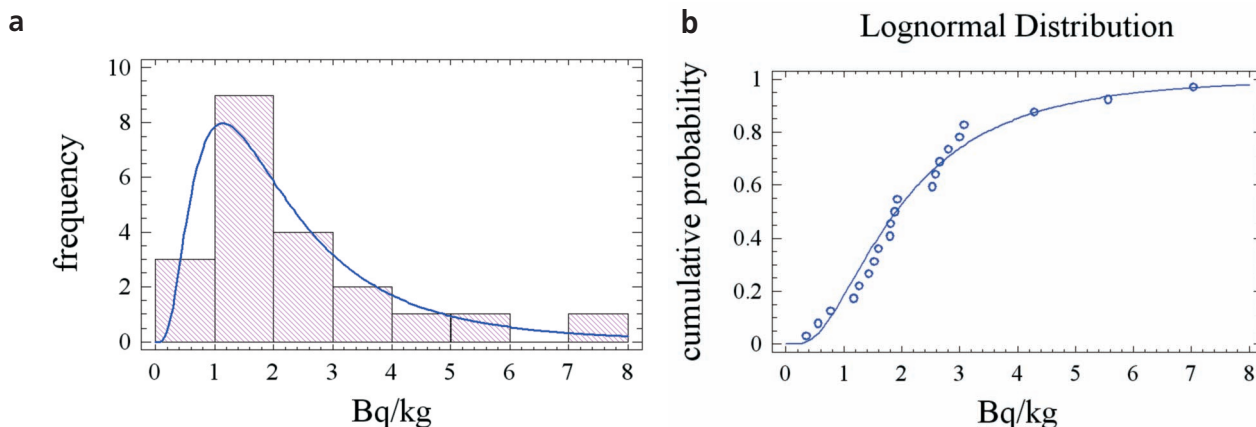 a
10
8
6
4
2
0
frequency
0 1 2 3 4 5 6 7 8
Bq/kg
b
Lognormal Distribution
1
0.8
0.6
0.4
0.2
0
cumulative probability
0 1 2 3 4 5 6 7 8
Bq/kg